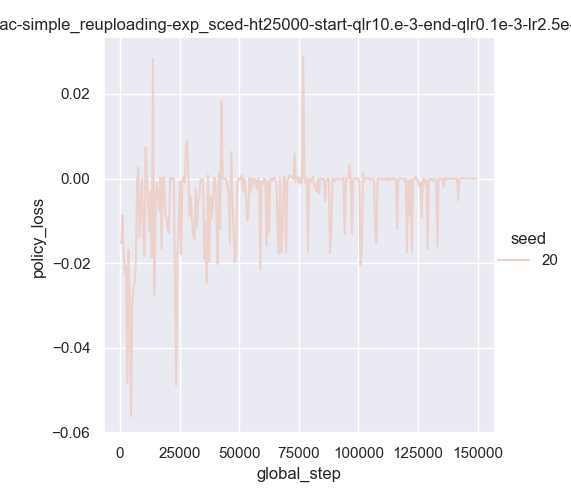 ac-simple_reuploading-exp_sced-ht25000-start-qlr10.e-3-end-qlr0.1e-3-lr2.5e-
0.02
0.00
−0.02
−0.04
−0.06
policy_loss
0 25000 50000 75000 100000 125000 150000
global_step
seed
20